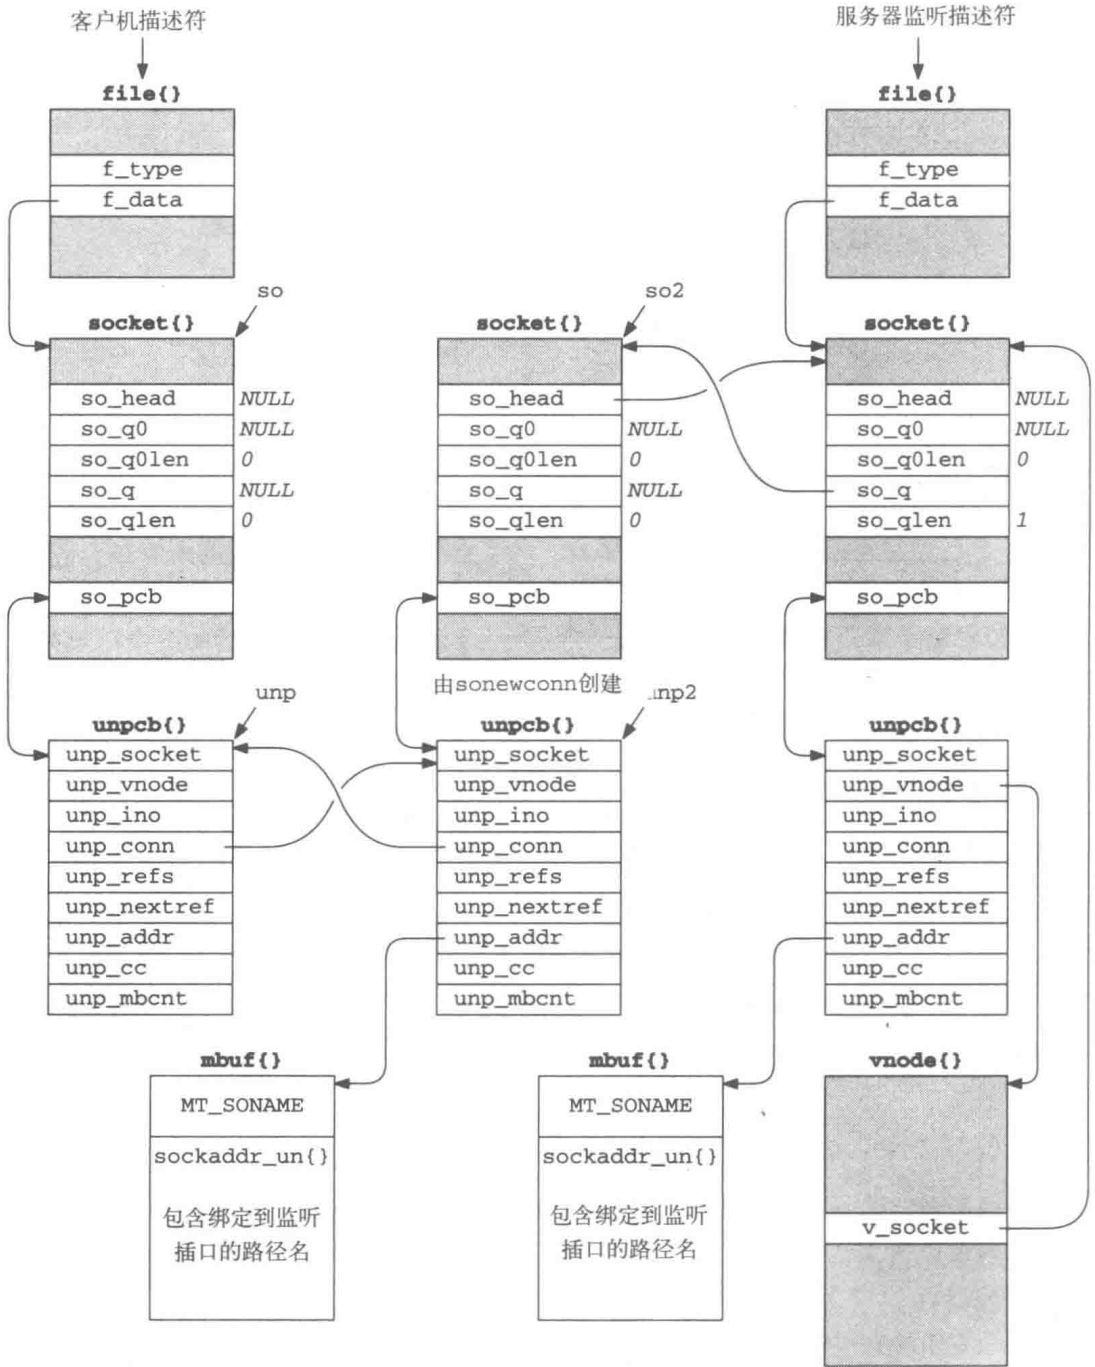 客户机描述符
服务器监听描述符
file{}
f_type
f_data
file{}
f_type
f_data
so
socket{}
so_head NULL
so_q0 NULL
so_q0len 0
so_q NULL
so_qlen 0
so_pcb
so2
socket{}
so_head
so_q0 NULL
so_q0len 0
so_q NULL
so_qlen 0
so_pcb
由sonewconn创建
socket{}
so_head NULL
so_q0 NULL
so_q0len 0
so_q
so_qlen 1
so_pcb
unp
unpcb{}
unp_socket
unp_vnode
unp_ino
unp_conn
unp_refs
unp_nextref
unp_addr
unp_cc
unp_mbcnt
unp2
unpcb{}
unp_socket
unp_vnode
unp_ino
unp_conn
unp_refs
unp_nextref
unp_addr
unp_cc
unp_mbcnt
unpcb{}
unp_socket
unp_vnode
unp_ino
unp_conn
unp_refs
unp_nextref
unp_addr
unp_cc
unp_mbcnt
mbuf{}
MT_SONAME
sockaddr_un{}
包含绑定到监听
插口的路径名
mbuf{}
MT_SONAME
sockaddr_un{}
包含绑定到监听
插口的路径名
vnode{}
v_socket